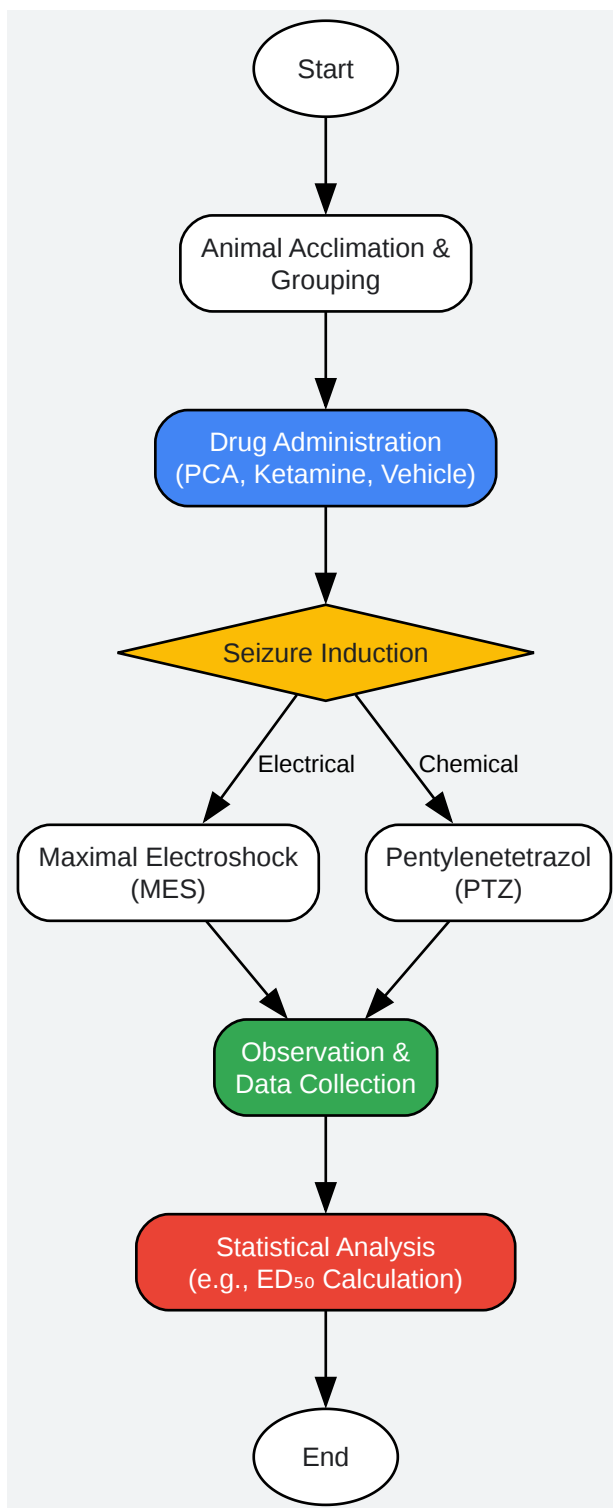 Start
Animal Acclimation &
Grouping
Drug Administration
(PCA, Ketamine, Vehicle)
Seizure Induction
Electrical
Chemical
Maximal Electroshock
(MES)
Pentylenetetrazol
(PTZ)
Observation &
Data Collection
Statistical Analysis
(e.g., ED₅₀ Calculation)
End